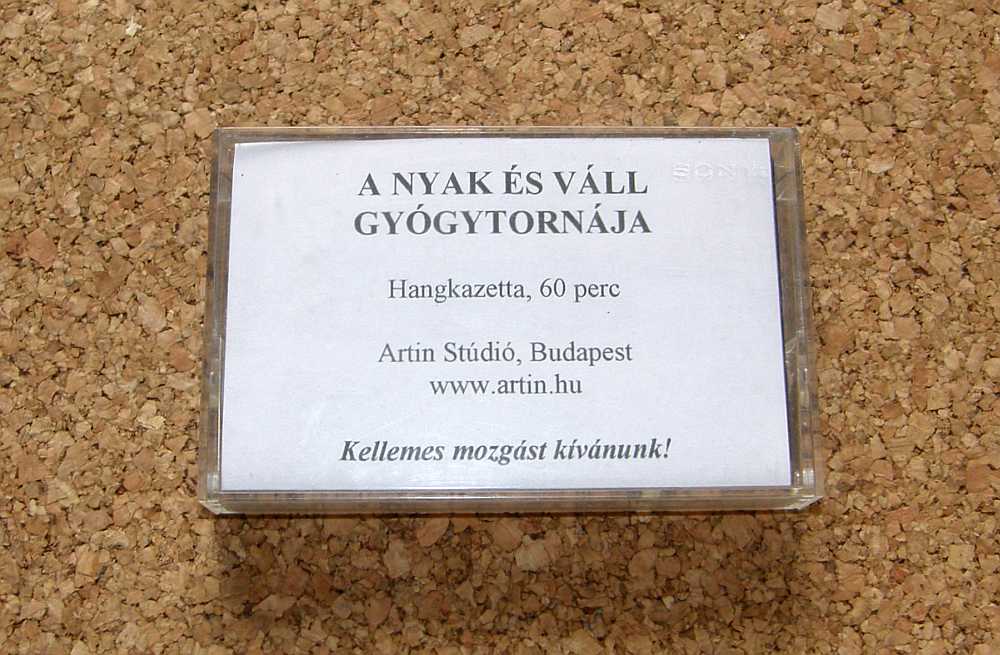 SONY
A NYAK ÉS VÁLL
GYÓGYTORNÁJA
Hangkazetta, 60 perc
Artin Stúdió, Budapest
www.artin.hu
Kellemes mozgást kívánunk!